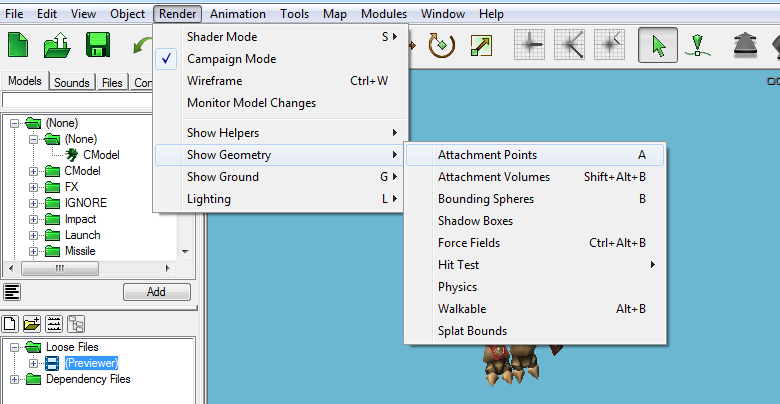 File Edit View Object Render Animation Tools Map Modules Window Help
Shader Mode S
Campaign Mode
Wireframe Ctrl+W
Monitor Model Changes
Show Helpers
Show Geometry
Show Ground G
Lighting L
Attachment Points A
Attachment Volumes Shift+Alt+B
Bounding Spheres B
Shadow Boxes
Force Fields Ctrl+Alt+B
Hit Test
Physics
Walkable Alt+B
Splat Bounds
Models Sounds Files Con
(None)
(None)
CModel
CModel
FX
IGNORE
Impact
Launch
Missile
Add
Loose Files
(Previewer)
Dependency Files